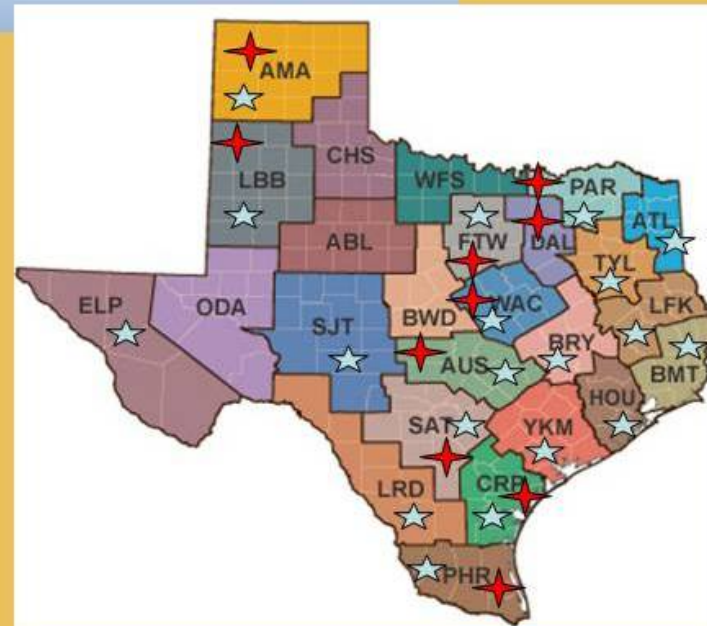 AMA
CHS
LBB
WFS
PAR
ATL
ABL
FTW
DAL
TYL
ELP
ODA
SJT
BWD
WAC
LFK
AUS
BRY
BMT
HOU
SAT
YKM
LRD
CRP
PHR